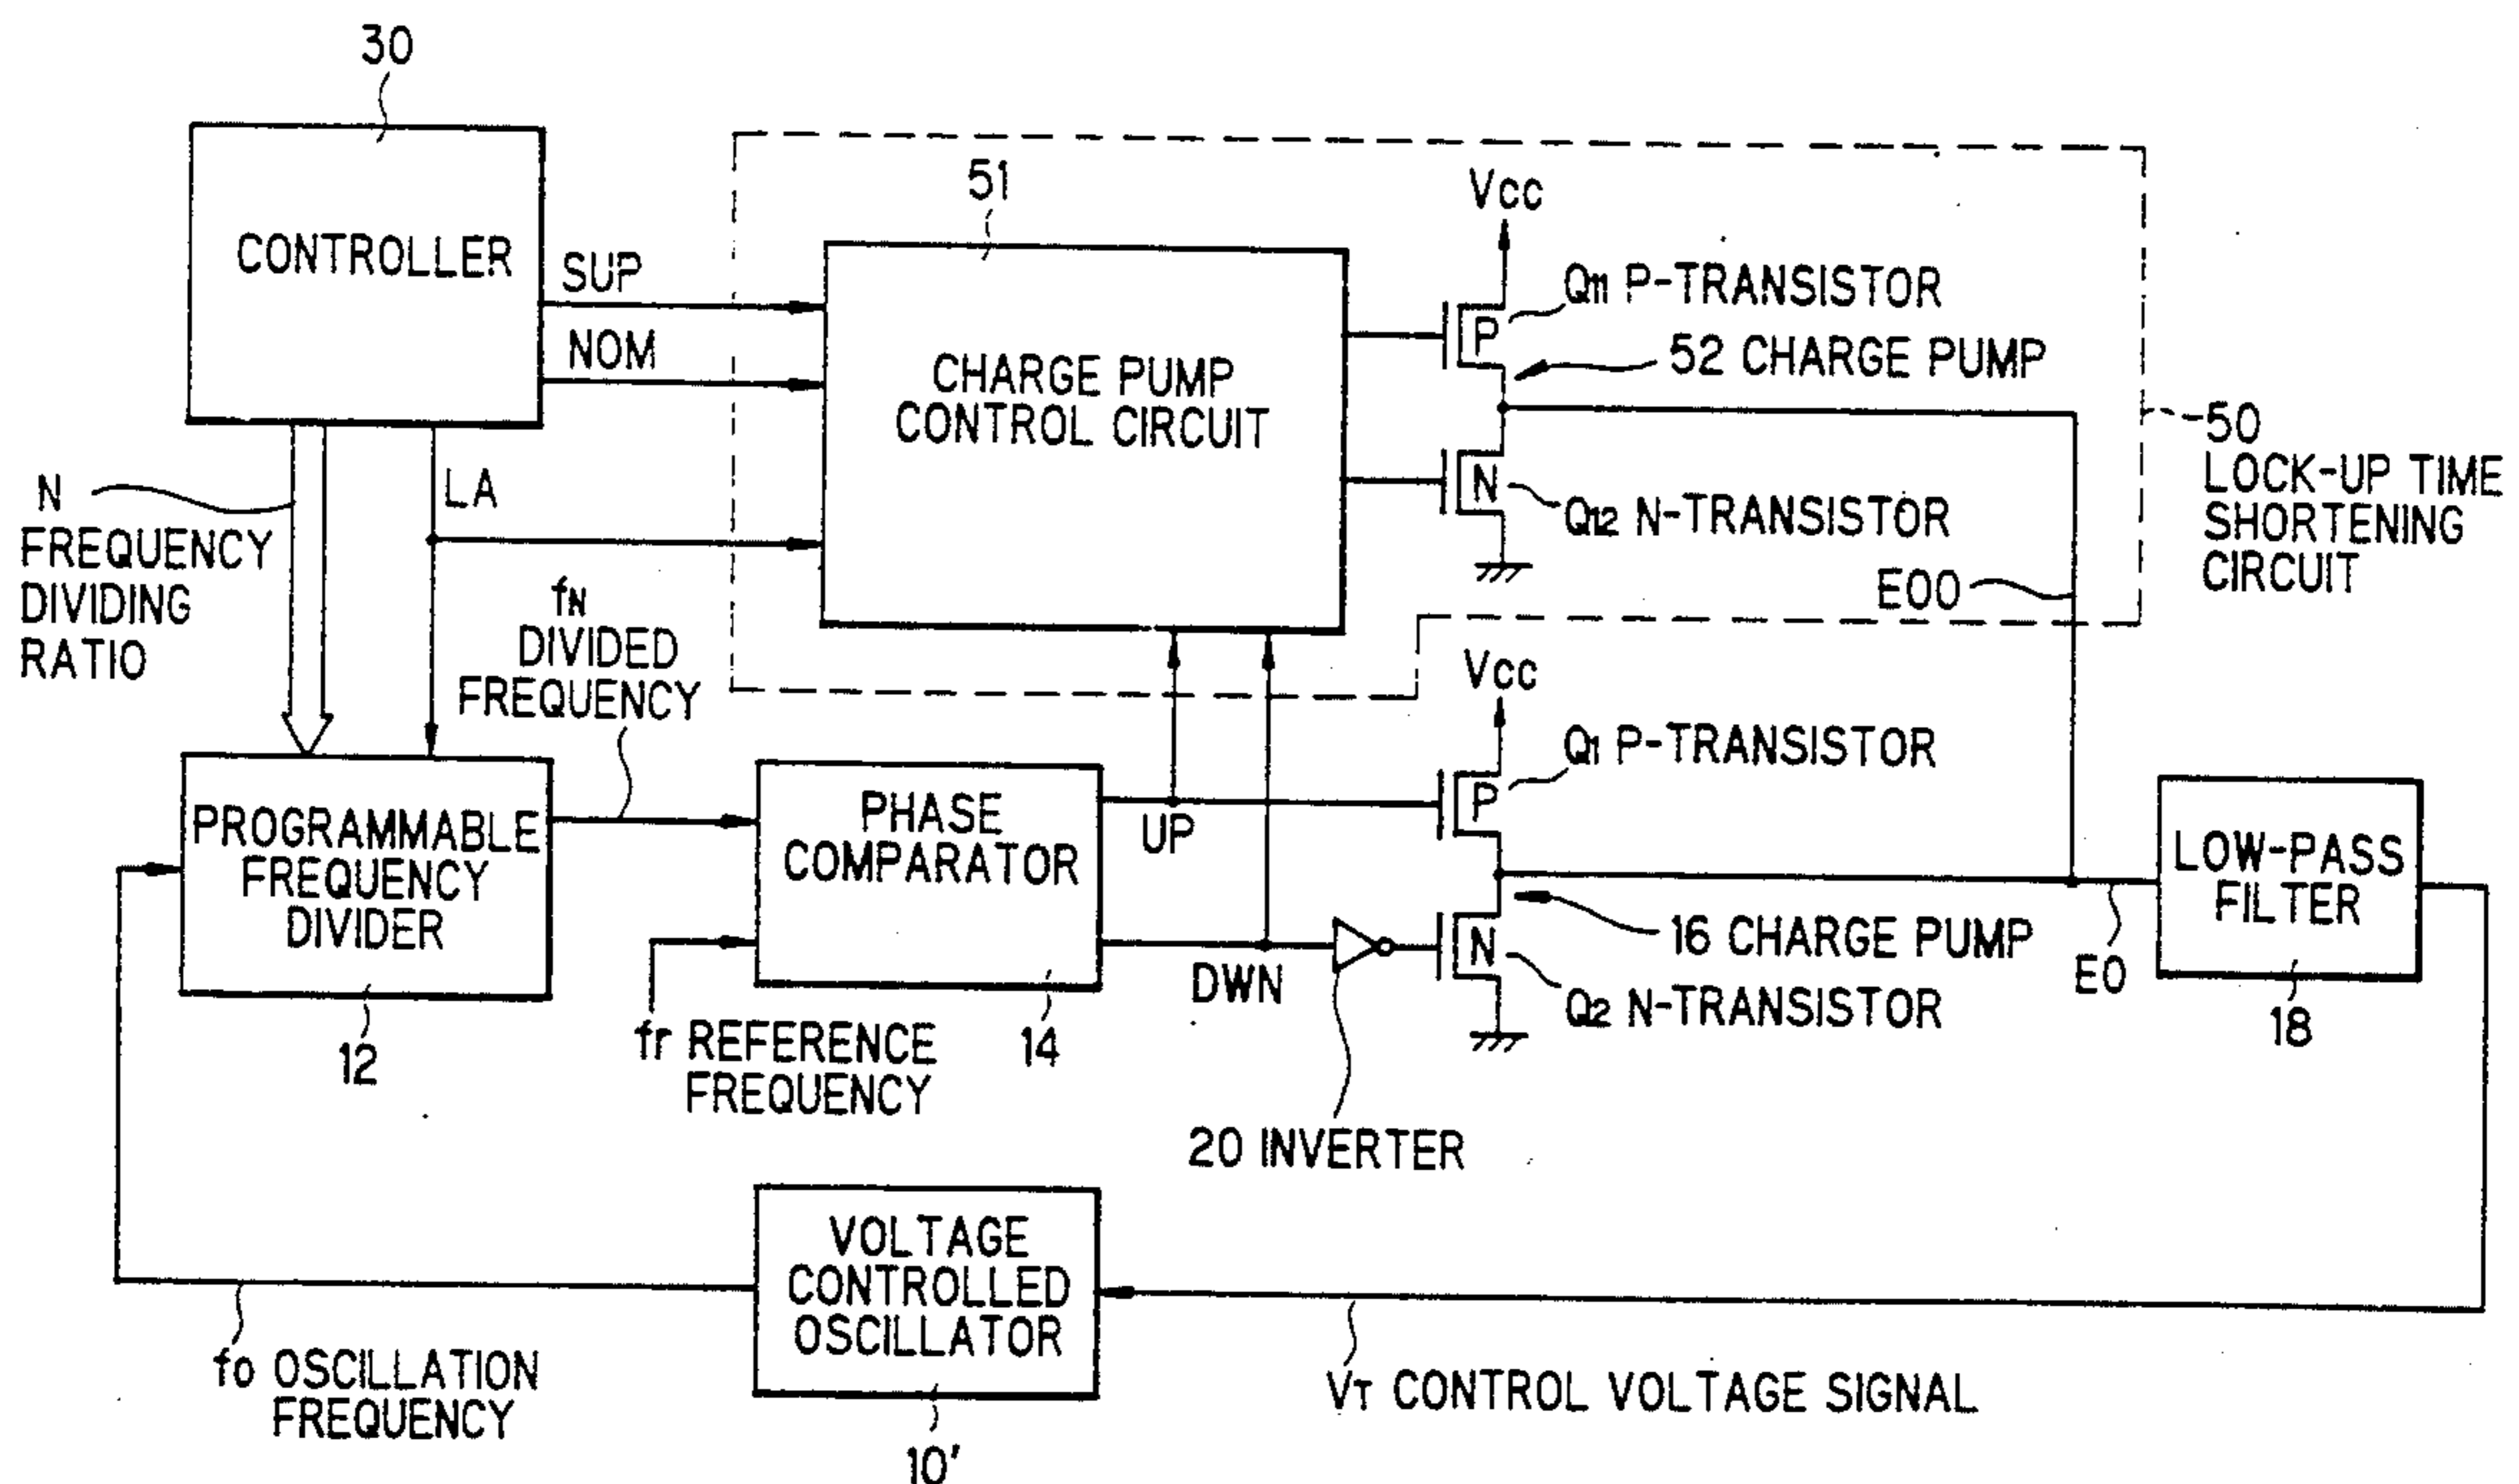 30
CONTROLLER
SUP
NOM
LA
N
FREQUENCY
DIVIDING
RATIO
51
CHARGE PUMP
CONTROL CIRCUIT
Vcc
Q11 P-TRANSISTOR
P
52 CHARGE PUMP
N
Q12 N-TRANSISTOR
E00
50
LOCK-UP TIME
SHORTENING
CIRCUIT
fN
DIVIDED
FREQUENCY
PROGRAMMABLE
FREQUENCY
DIVIDER
12
PHASE
COMPARATOR
14
fr REFERENCE
FREQUENCY
UP
DWN
Vcc
Q1 P-TRANSISTOR
P
16 CHARGE PUMP
N
Q2 N-TRANSISTOR
20 INVERTER
E0
LOW-PASS
FILTER
18
VOLTAGE
CONTROLLED
OSCILLATOR
10'
fo OSCILLATION
FREQUENCY
VT CONTROL VOLTAGE SIGNAL